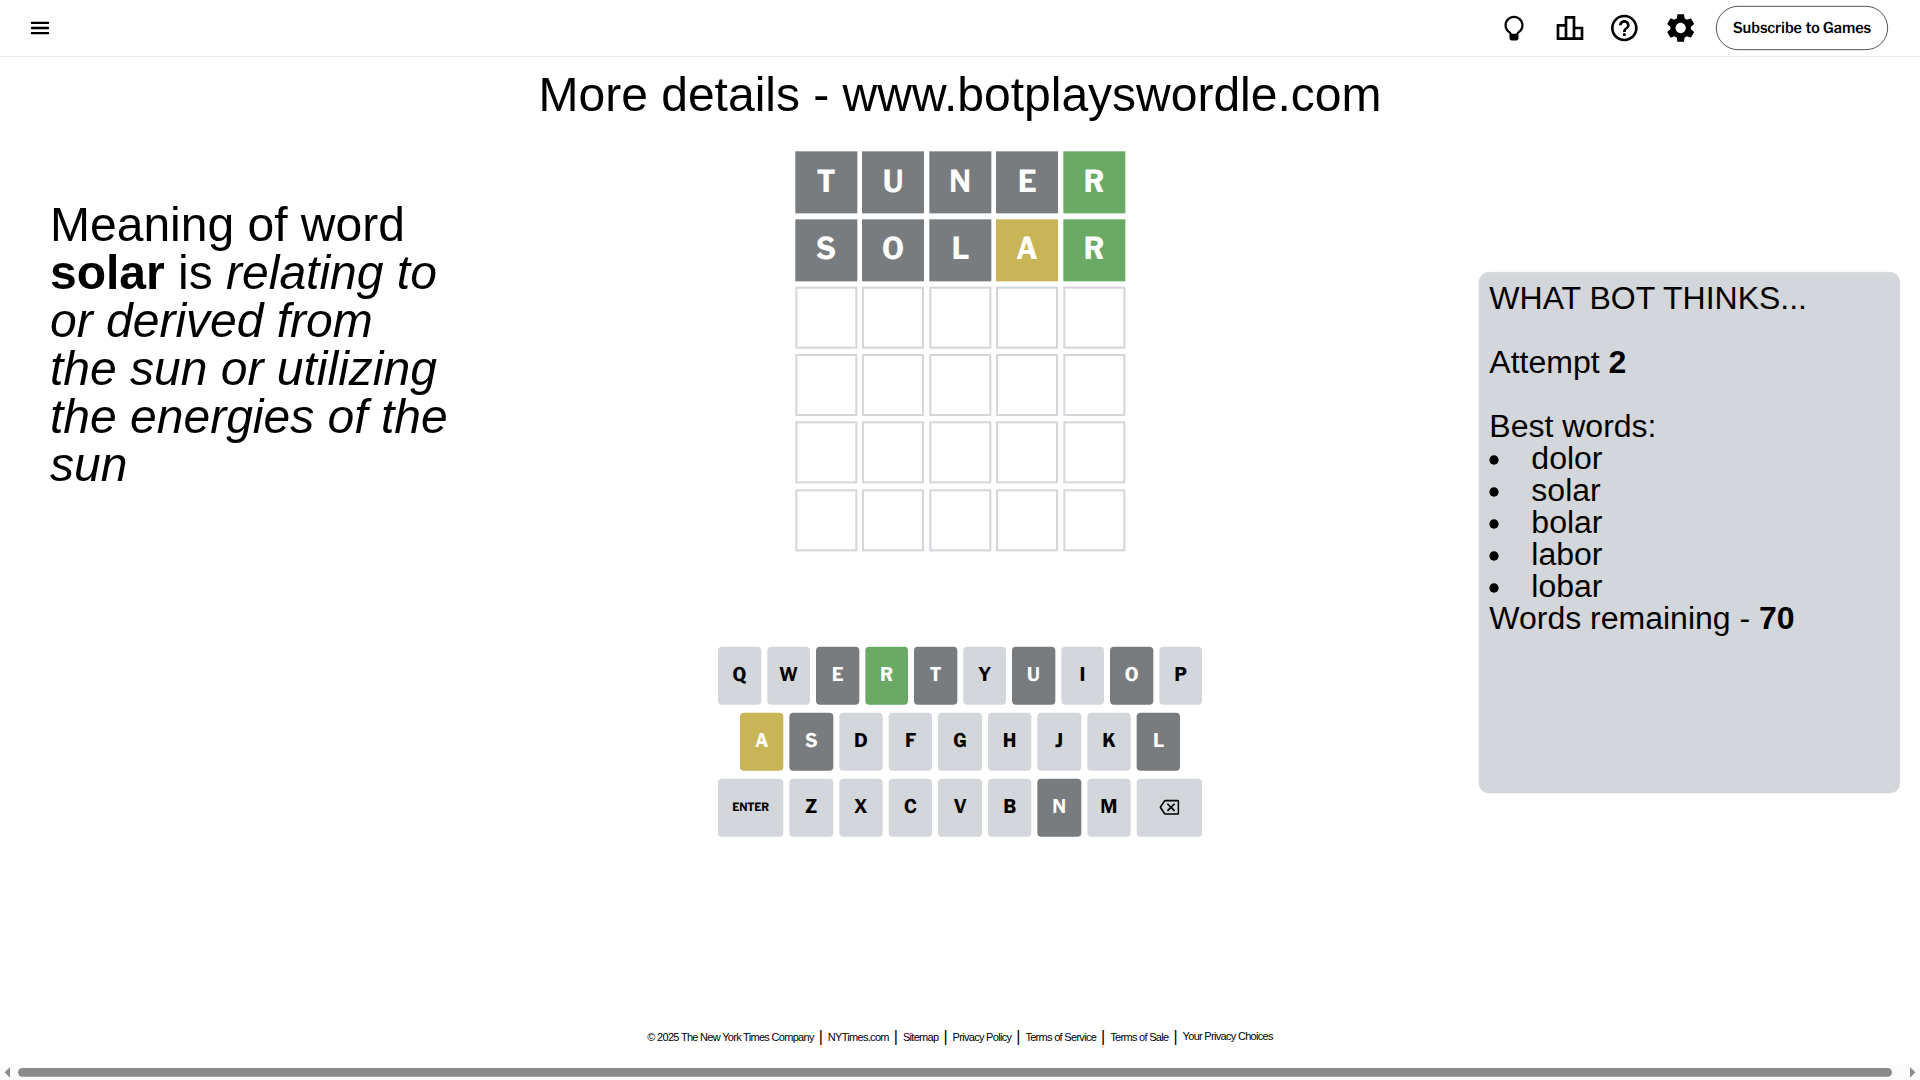 Subscribe to Games
More details - www.botplayswordle.com
Meaning of word
solar is relating to
or derived from
the sun or utilizing
the energies of the
sun
T U N E R
S O L A R
WHAT BOT THINKS...
Attempt 2
Best words:
• dolor
• solar
• bolar
• labor
• lobar
Words remaining - 70
Q W E R T Y U I O P
A S D F G H J K L
ENTER Z X C V B N M
© 2025 The New York Times Company | NYTimes.com | Sitemap | Privacy Policy | Terms of Service | Terms of Sale | Your Privacy Choices